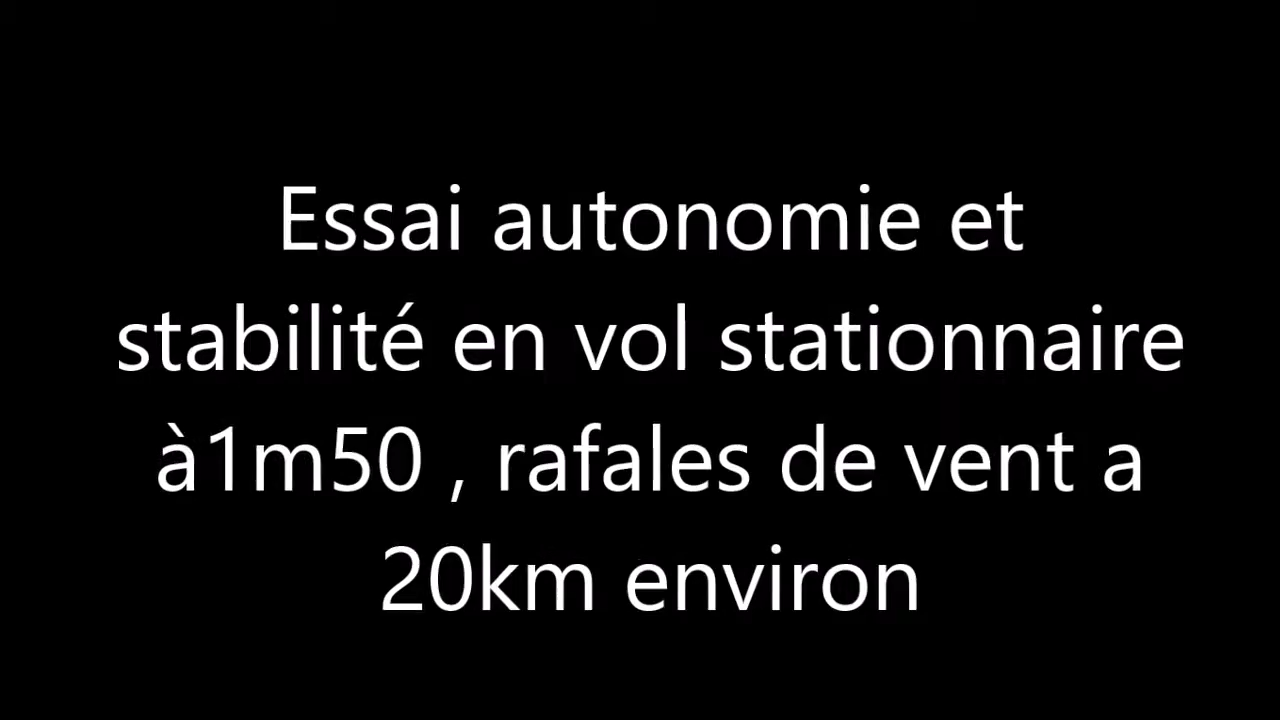 Essai autonomie et
stabilité en vol stationnaire
à1m50 , rafales de vent a
20km environ